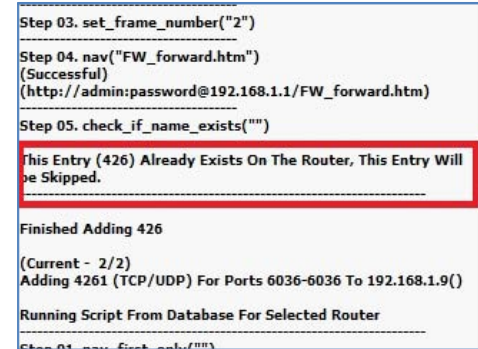 ----------------------------------------
Step 03. set_frame_number("2")
----------------------------------------
Step 04. nav("FW_forward.htm")
(Successful)
(http://admin:password@192.168.1.1/FW_forward.htm)
----------------------------------------
Step 05. check_if_name_exists("")
This Entry (426) Already Exists On The Router, This Entry Will
be Skipped.
--------------------------------------------------------------------------
Finished Adding 426
(Current - 2/2)
Adding 4261 (TCP/UDP) For Ports 6036-6036 To 192.168.1.9()
Running Script From Database For Selected Router
--------------------------------------------------------------------------
Step 01. nav_first_only("")